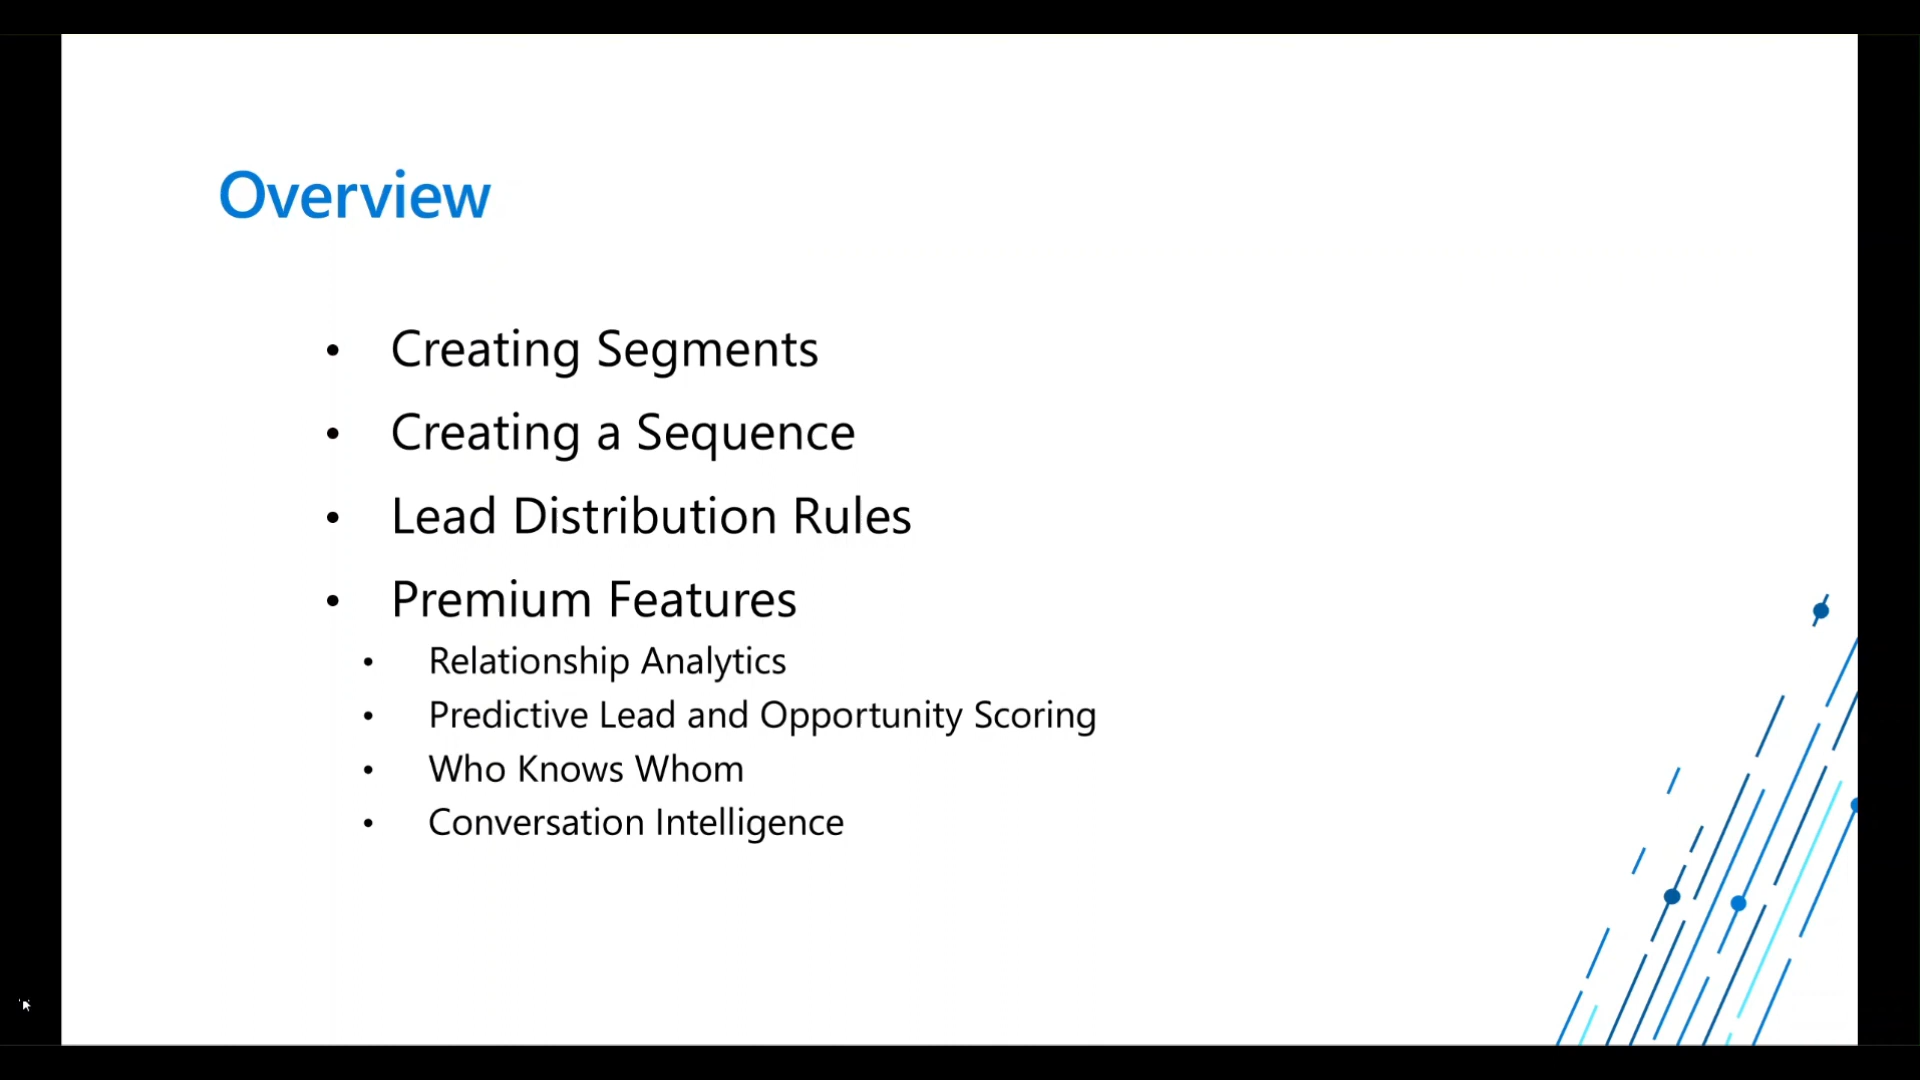 Overview
• Creating Segments
• Creating a Sequence
• Lead Distribution Rules
• Premium Features
• Relationship Analytics
• Predictive Lead and Opportunity Scoring
• Who Knows Whom
• Conversation Intelligence